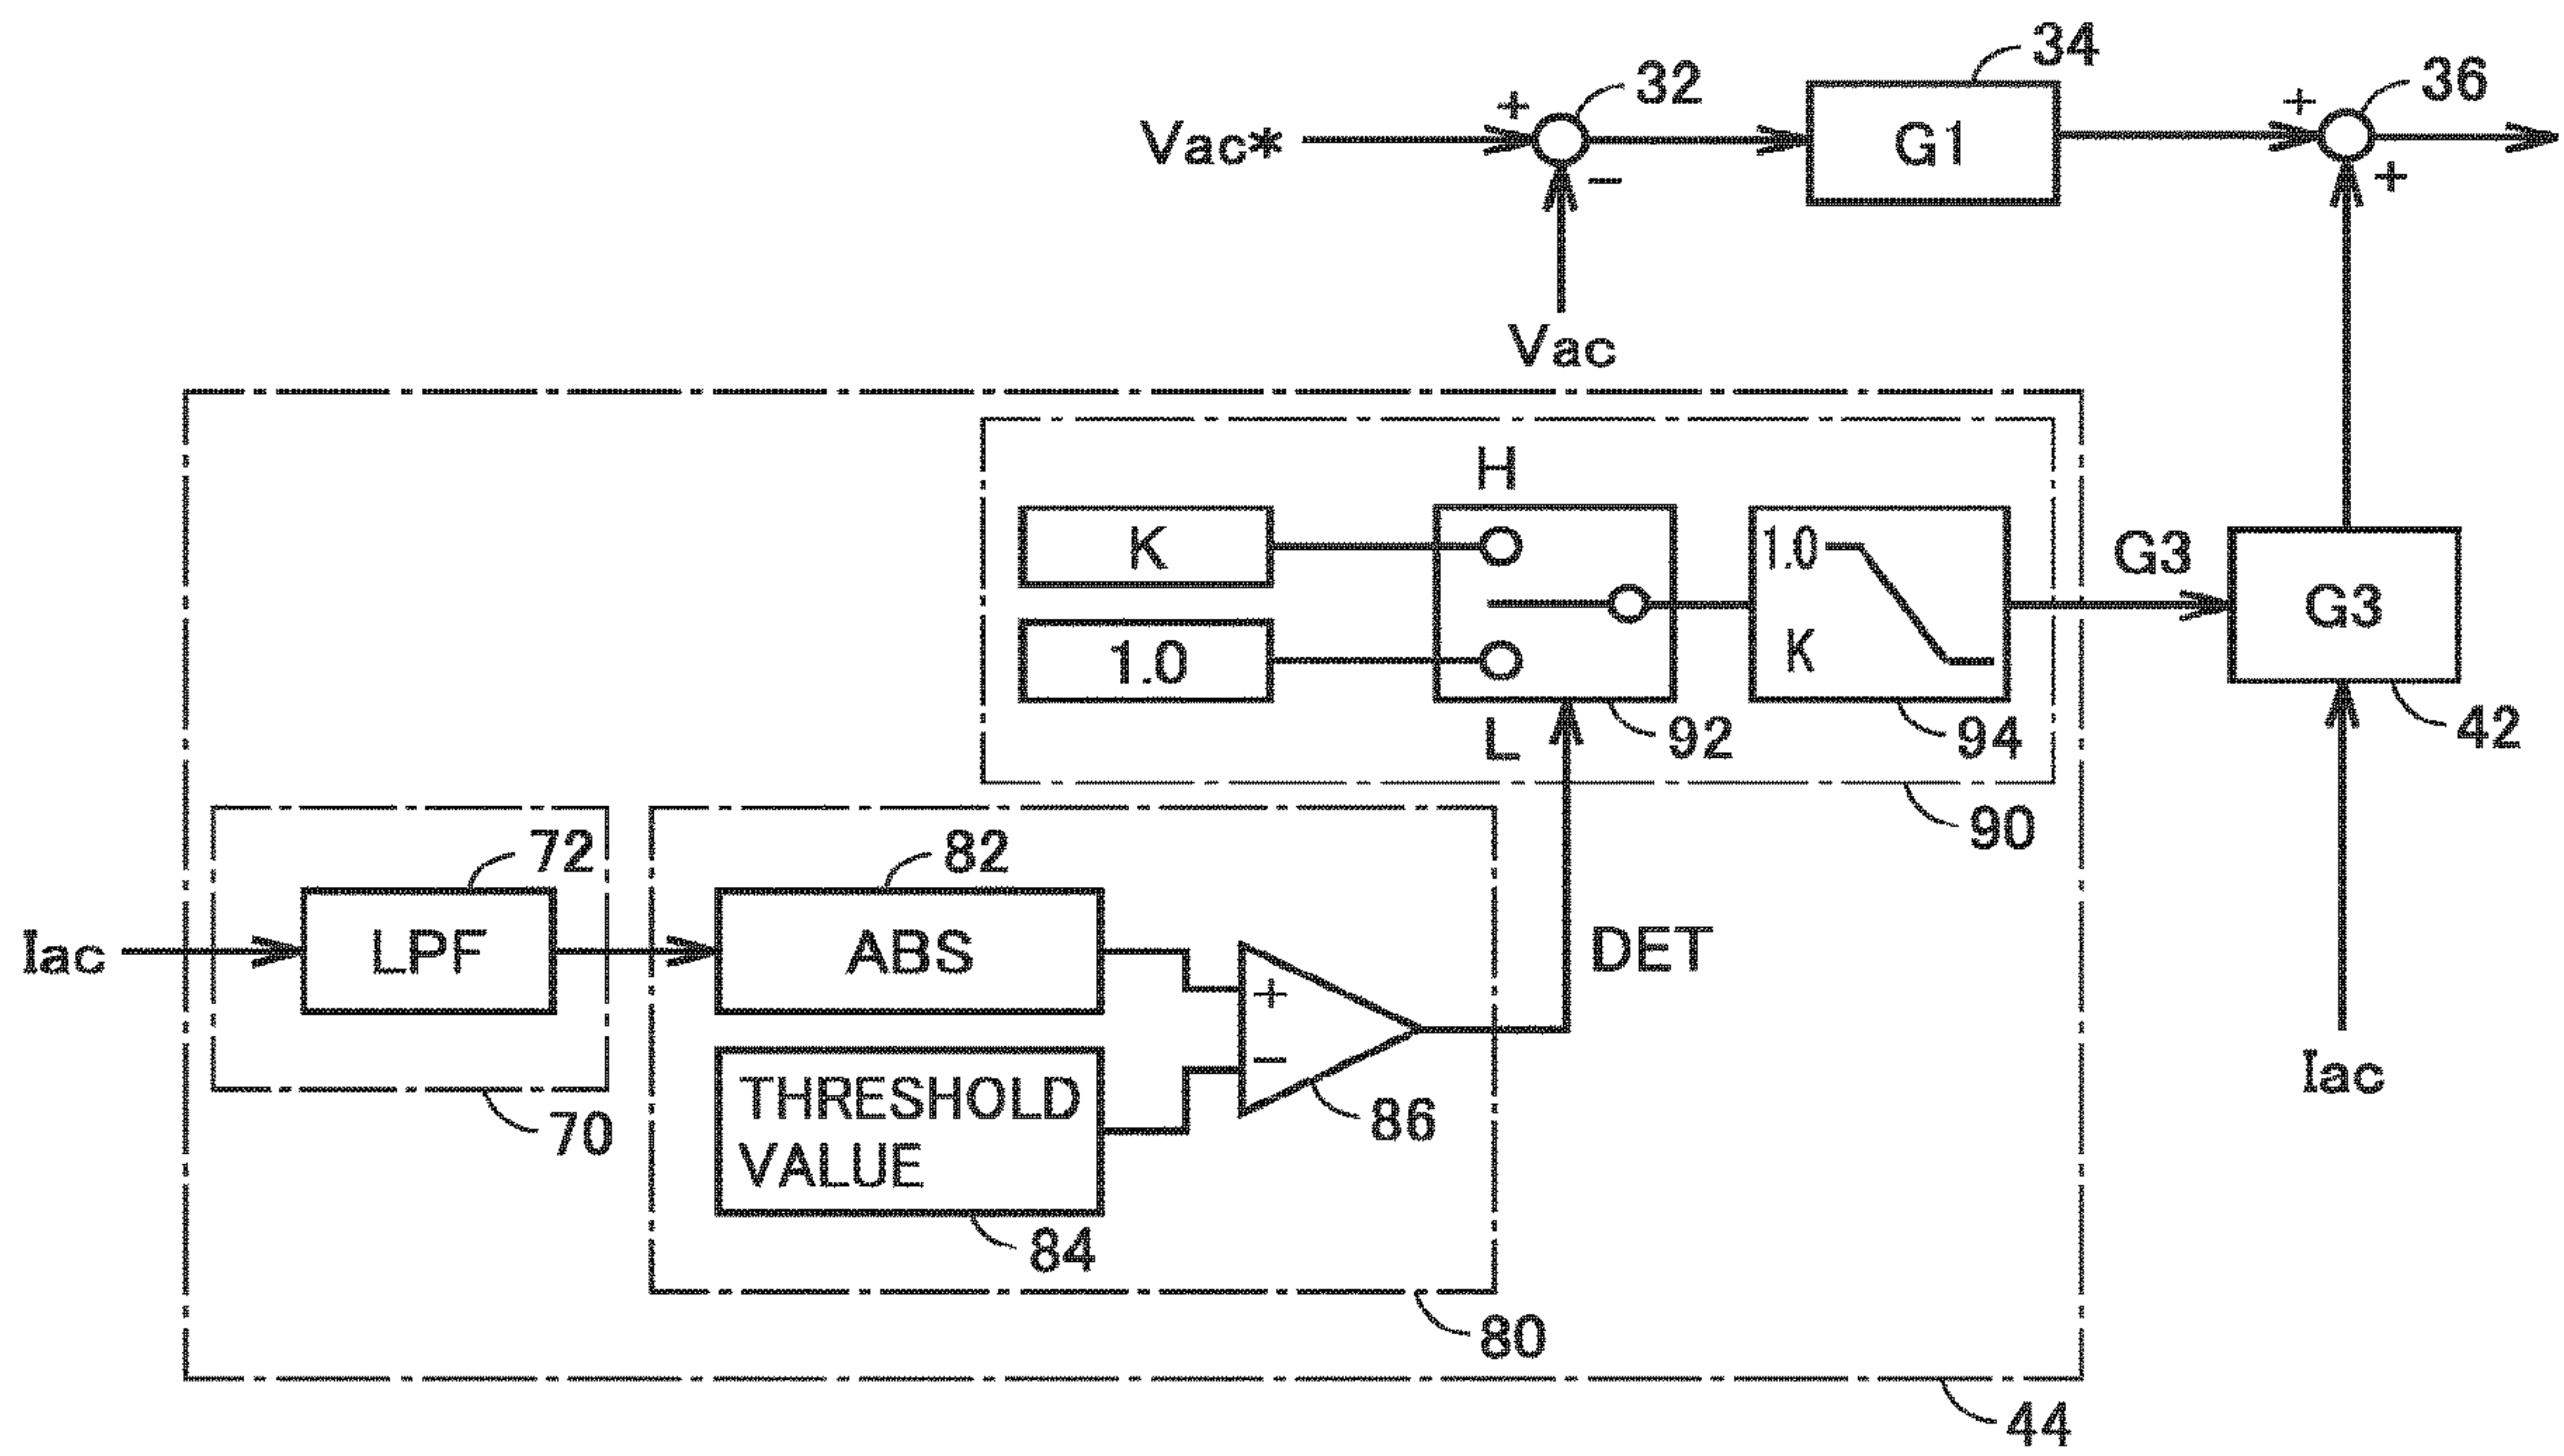 34
32
36
+
+
Vac*
G1
−
+
Vac
H
K
1.0
G3
G3
1.0
K
L
92
94
42
90
72
82
Iac
LPF
ABS
DET
+
−
Iac
THRESHOLD
VALUE
86
70
84
80
44